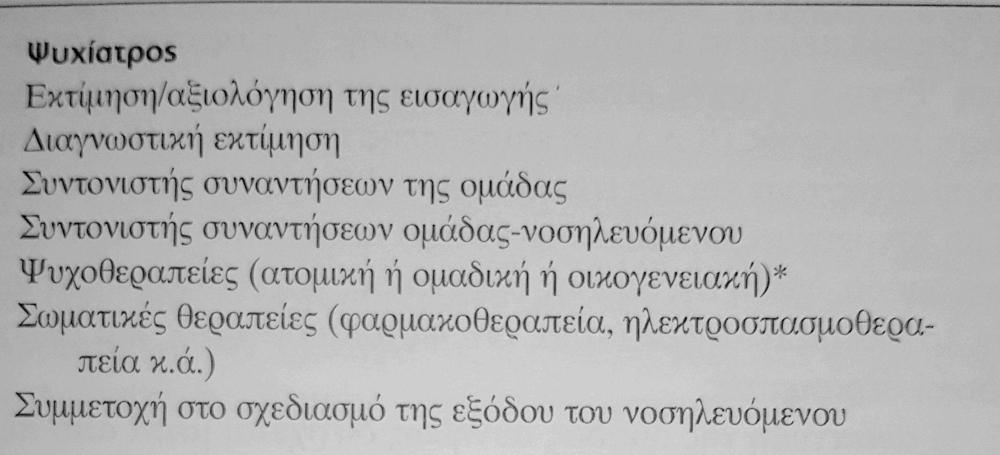 Ψυχίατρος
Εκτίμηση/αξιολόγηση της εισαγωγής
Διαγνωστική εκτίμηση
Συντονιστής συναντήσεων της ομάδας
Συντονιστής συναντήσεων ομάδας-νοσηλευόμενου
Ψυχοθεραπείες (ατομική ή ομαδική ή οικογενειακή)*
Σωματικές θεραπείες (φαρμακοθεραπεία, ηλεκτροσπασμοθερα-
πεία κ.ά.)
Συμμετοχή στο σχεδιασμό της εξόδου του νοσηλευόμενου